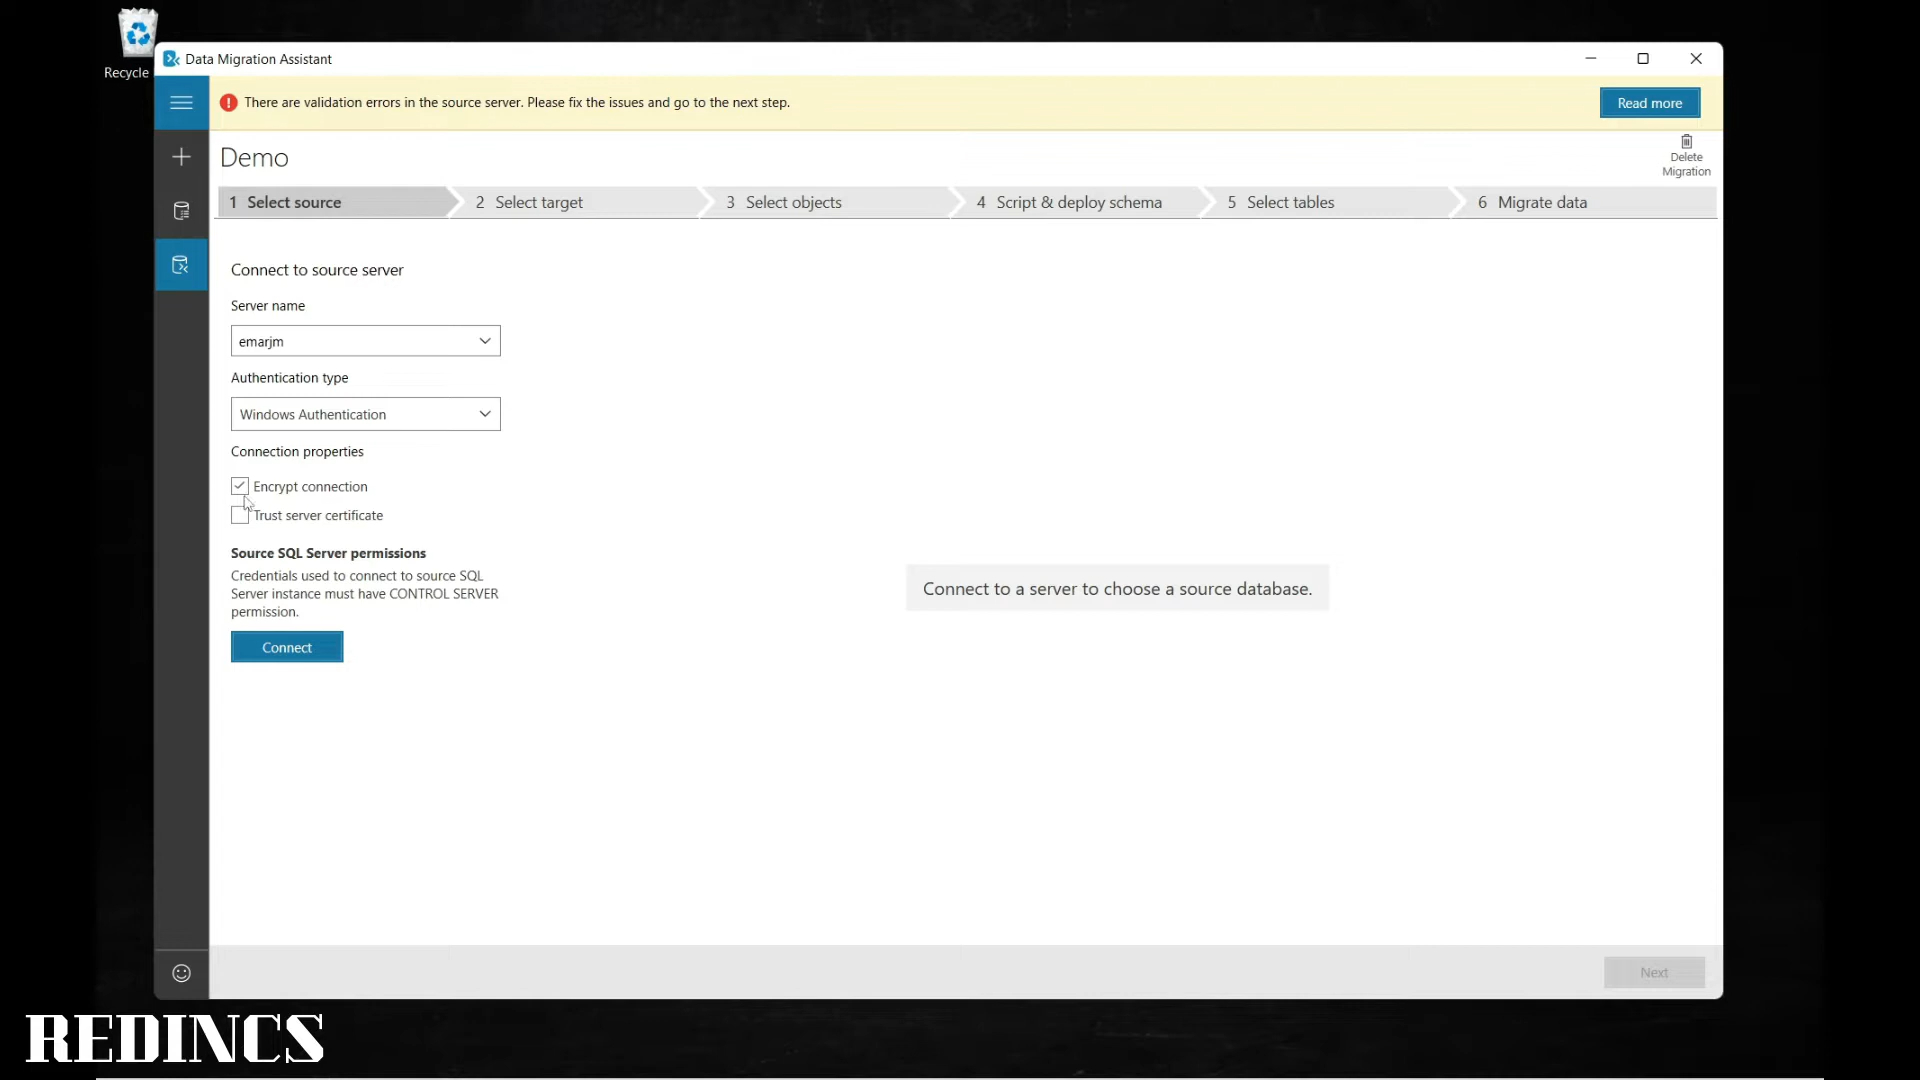 Recycle
Data Migration Assistant
There are validation errors in the source server. Please fix the issues and go to the next step.
Read more
Demo
Delete
Migration
1 Select source
2 Select target
3 Select objects
4 Script & deploy schema
5 Select tables
6 Migrate data
Connect to source server
Server name
emarjm
Authentication type
Windows Authentication
Connection properties
Encrypt connection
Trust server certificate
Source SQL Server permissions
Credentials used to connect to source SQL
Server instance must have CONTROL SERVER
permission.
Connect
Connect to a server to choose a source database.
Next
REDINCS